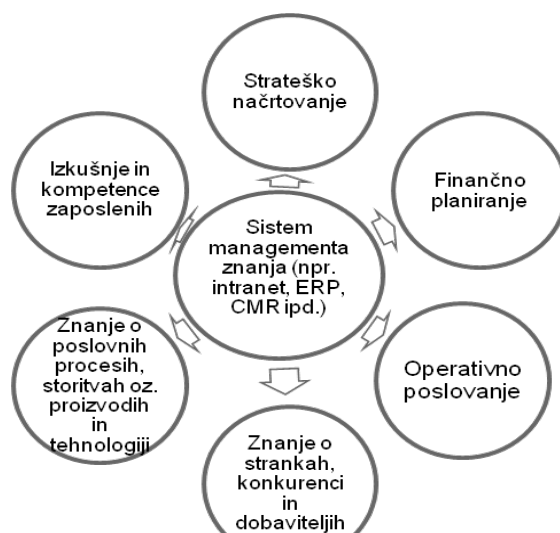 Strateško
načrtovanje
Izkušnje in
kompetence
zaposlenih
Finančno
planiranje
Sistem
managementa
znanja (npr.
intranet, ERP,
CMR ipd.)
Znanje o
poslovnih
procesih,
storitvah oz.
proizvodih
in
tehnologiji
Operativno
poslovanje
Znanje o
strankah,
konkurenci
in
dobaviteljih